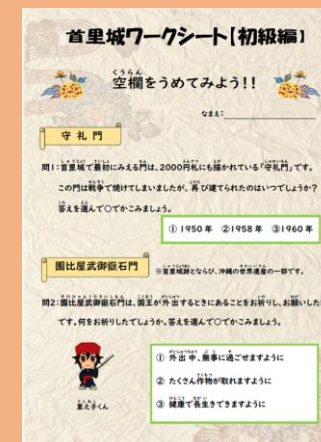 首里城ワークシート【初級編】
空欄をうめてみよう!!
なまえ:
守礼門
問1:首里城で最初にみえる門は、2000円札にも描かれている「守礼門」です。
この門は戦争で焼けてしまいましたが、再び建てられたのはいつでしょうか?
答えを選んで○でかこみましょう。
① 1950年 ②1958年 ③1960年
園比屋武御嶽石門 ※首里城跡とならび、沖縄の世界遺産の一部です。
問2:園比屋武御嶽石門は、国王が外出するときにあることをお祈りし、お願いした
です。何をお祈りしたでしょうか。答えを選んで○でかこみましょう。
① 外出中、無事に過ごせますように
② たくさん作物が取れますように
③ 健康で長生きできますように
里之子くん